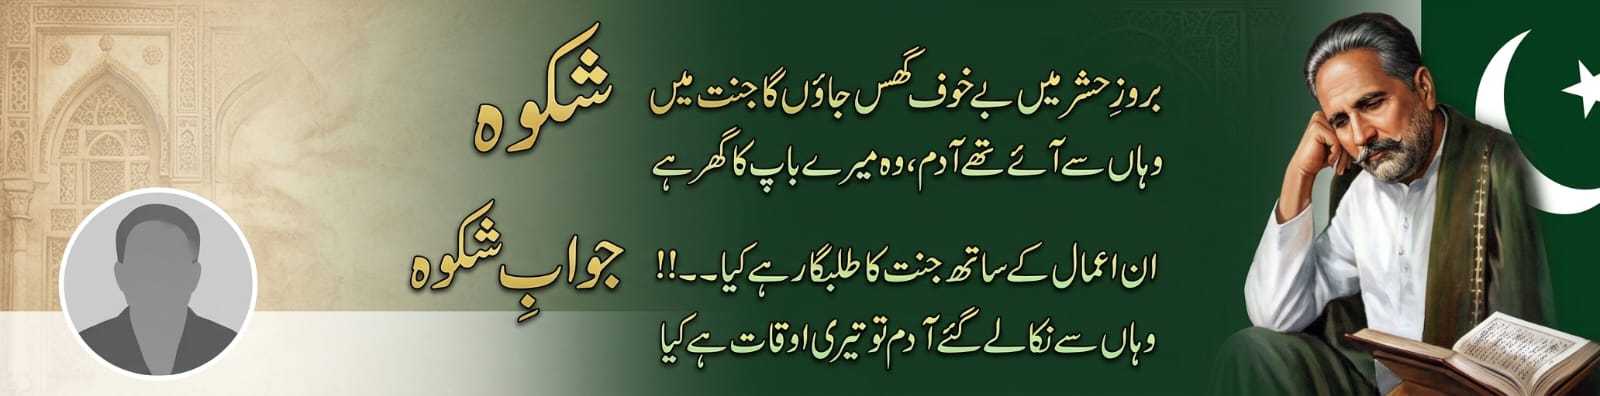 شکوہ
بروزِ حشر میں بے خوف گھس جاؤں گا جنت میں
وہاں سے آئے تھے آدم، وہ میرے باپ کا گھر ہے
جوابِ شکوہ
ان اعمال کے ساتھ جنت کا طلبگار ہے کیا۔۔!!
وہاں سے نکالے گئے آدم تو تیری اوقات ہے کیا